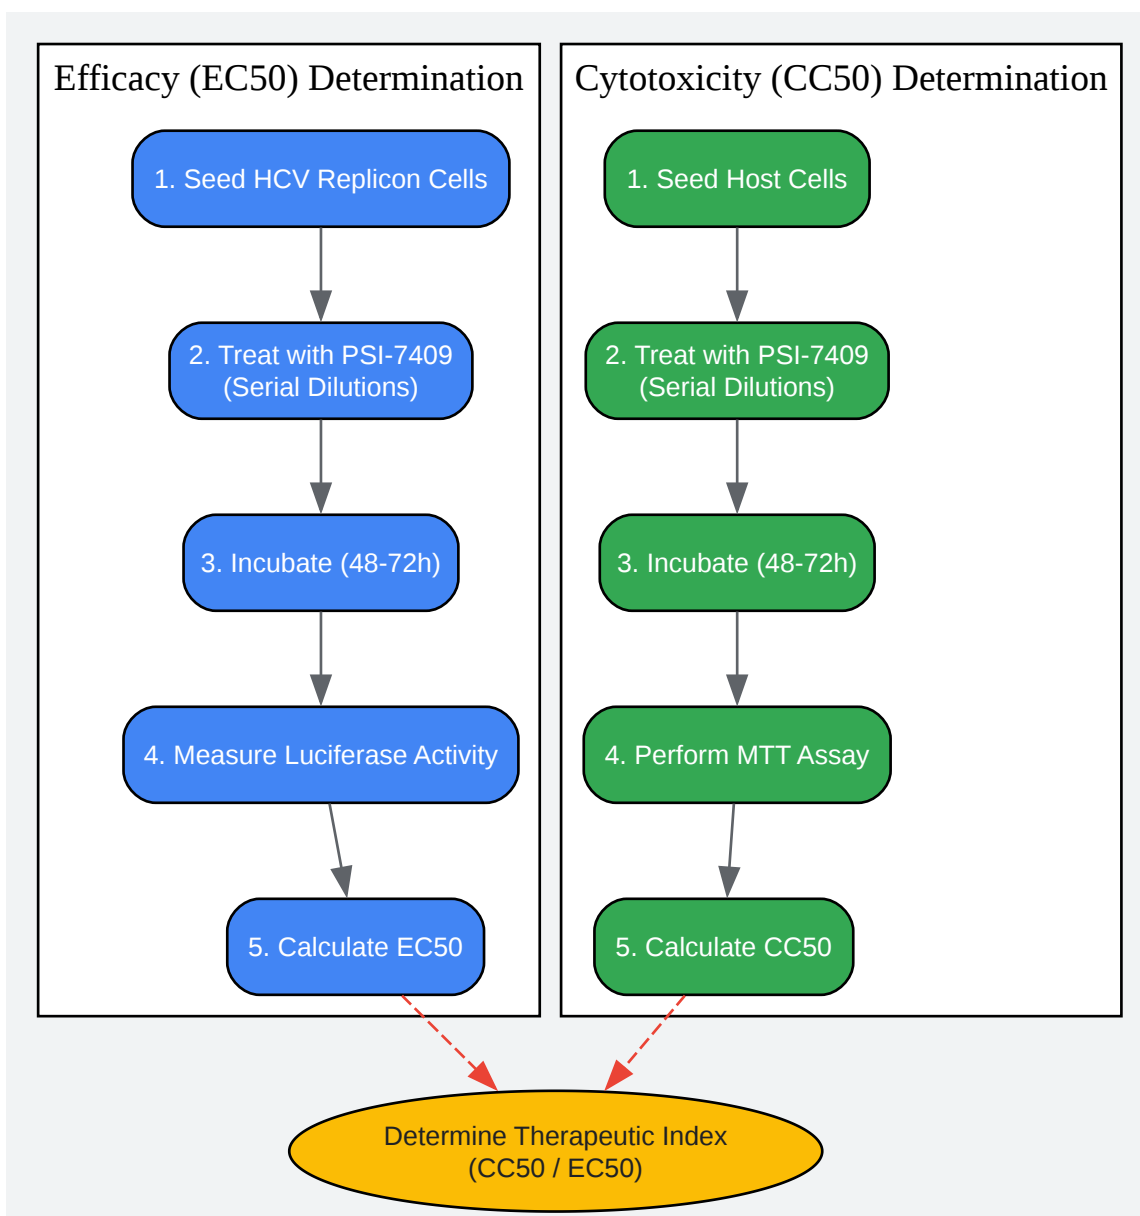 Efficacy (EC50) Determination
1. Seed HCV Replicon Cells
2. Treat with PSI-7409
(Serial Dilutions)
3. Incubate (48-72h)
4. Measure Luciferase Activity
5. Calculate EC50
Cytotoxicity (CC50) Determination
1. Seed Host Cells
2. Treat with PSI-7409
(Serial Dilutions)
3. Incubate (48-72h)
4. Perform MTT Assay
5. Calculate CC50
Determine Therapeutic Index
(CC50 / EC50)